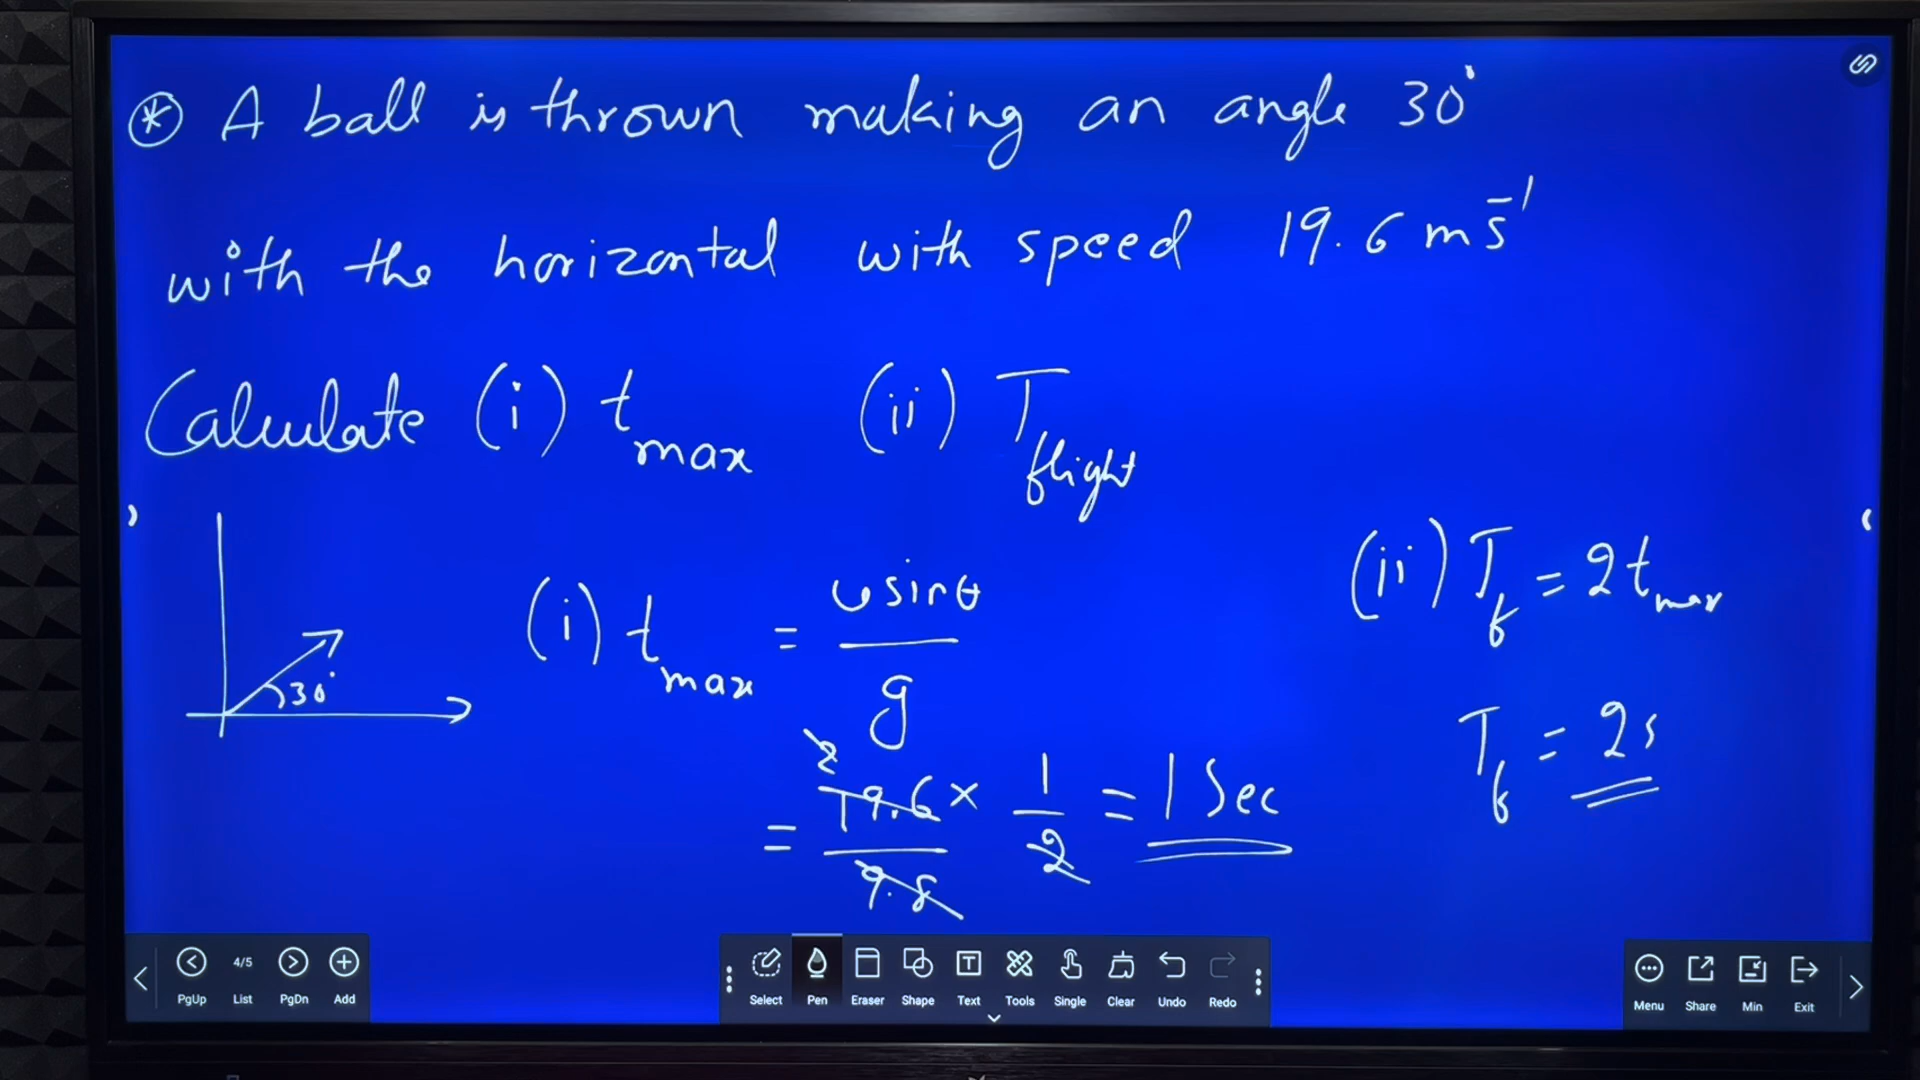 ⊛ A ball is thrown making an angle 30°
with the horizontal with speed 19.6 ms⁻¹
Calculate (i) t_max (ii) T_flight
30°
(i) t_max = usinθ / g
= 19.6 / 9.8 × 1/2 = 1 Sec
2
(ii) T_f = 2t_max
T_f = 2s
PgUp 4/5 List PgDn Add
Select Pen Eraser Shape Text Tools Single Clear Undo Redo
Menu Share Min Exit